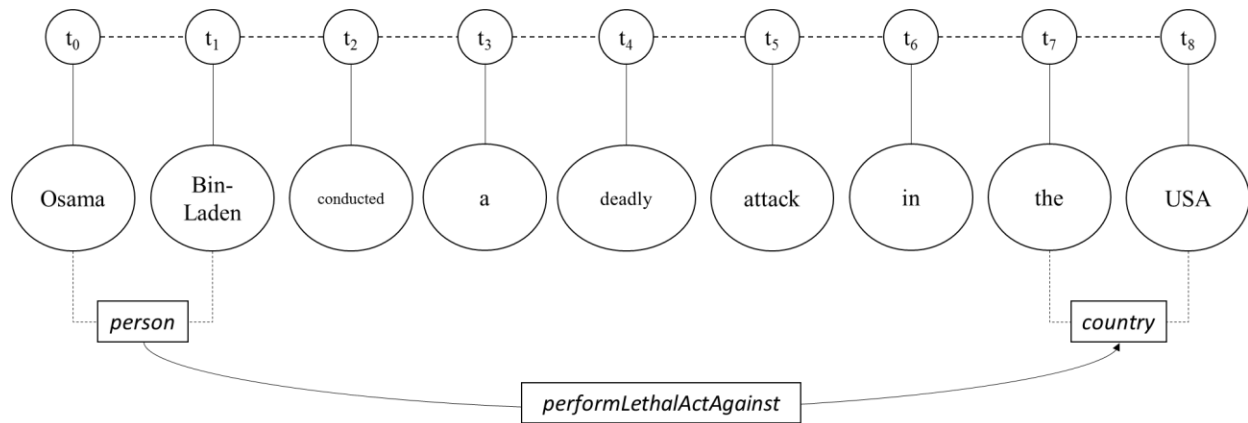 t₀ t₁ t₂ t₃ t₄ t₅ t₆ t₇ t₈
Osama Bin-
Laden conducted a deadly attack in the USA
person country
performLethalActAgainst